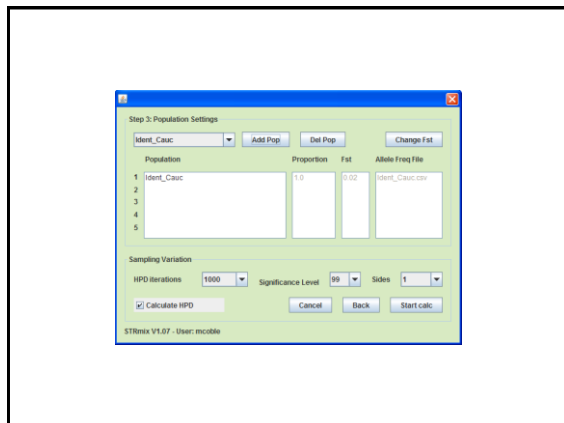 Step 3: Population Settings
Ident_Cauc Add Pop Del Pop Change Fst
Population Proportion Fst Allele Freq File
1 Ident_Cauc 1.0 0.02 Ident_Cauc.csv
2
3
4
5
Sampling Variation
HPD iterations 1000 Significance Level 99 Sides 1
Calculate HPD Cancel Back Start calc
STRmix V1.07 - User: mcoble